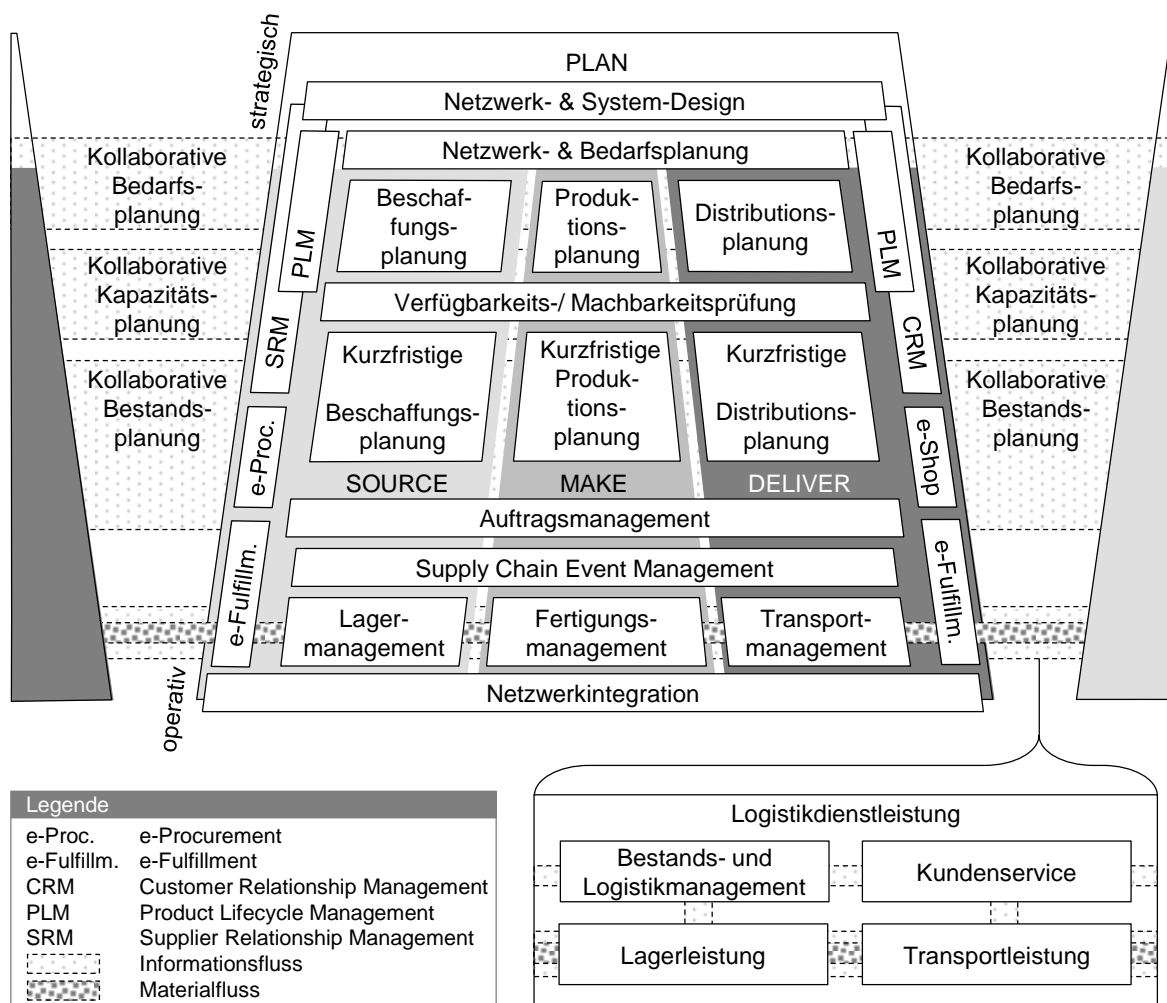 strategisch
PLAN
Netzwerk- & System-Design
Netzwerk- & Bedarfsplanung
Kollaborative
Bedarfs-
planung
Kollaborative
Kapazitäts-
planung
Kollaborative
Bestands-
planung
PLM
SRM
e-Proc.
e-Fulfillm.
Beschaf-
fungs-
planung
Produk-
tions-
planung
Distributions-
planung
Verfügbarkeits-/ Machbarkeitsprüfung
Kurzfristige
Beschaffungs-
planung
Kurzfristige
Produk-
tions-
planung
Kurzfristige
Distributions-
planung
SOURCE
MAKE
DELIVER
Auftragsmanagement
Supply Chain Event Management
Lager-
management
Fertigungs-
management
Transport-
management
Netzwerkintegration
PLM
CRM
e-Shop
e-Fulfillm.
Kollaborative
Bedarfs-
planung
Kollaborative
Kapazitäts-
planung
Kollaborative
Bestands-
planung
operativ
Legende
e-Proc. e-Procurement
e-Fulfillm. e-Fulfillment
CRM Customer Relationship Management
PLM Product Lifecycle Management
SRM Supplier Relationship Management
Informationsfluss
Materialfluss
Logistikdienstleistung
Bestands- und
Logistikmanagement
Kundenservice
Lagerleistung
Transportleistung